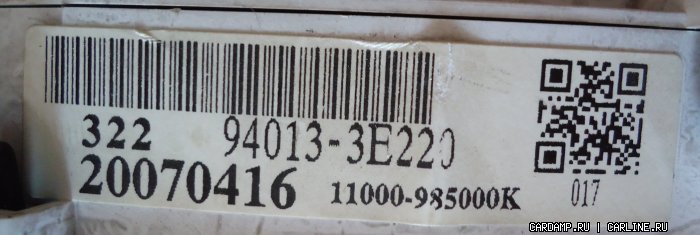 322 94013-3E220
20070416 11000-985000K 017
CARDAMP.RU | CARLINE.RU